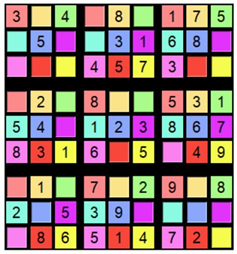 3 4 8 1 7 5
5 3 1 6 8
4 5 7 3
2 8 5 3 1
5 4 1 2 3 8 6 7
8 3 1 6 5 4 9
1 7 2 9 8
2 5 3 9
8 6 5 1 4 7 2